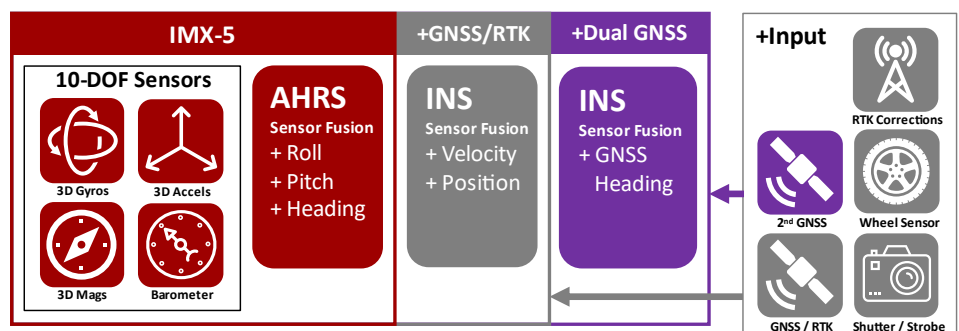 IMX-5
+GNSS/RTK
+Dual GNSS
+Input
10-DOF Sensors
3D Gyros
3D Accels
3D Mags
Barometer
AHRS
Sensor Fusion
+ Roll
+ Pitch
+ Heading
INS
Sensor Fusion
+ Velocity
+ Position
INS
Sensor Fusion
+ GNSS
Heading
RTK Corrections
2nd GNSS
Wheel Sensor
GNSS / RTK
Shutter / Strobe